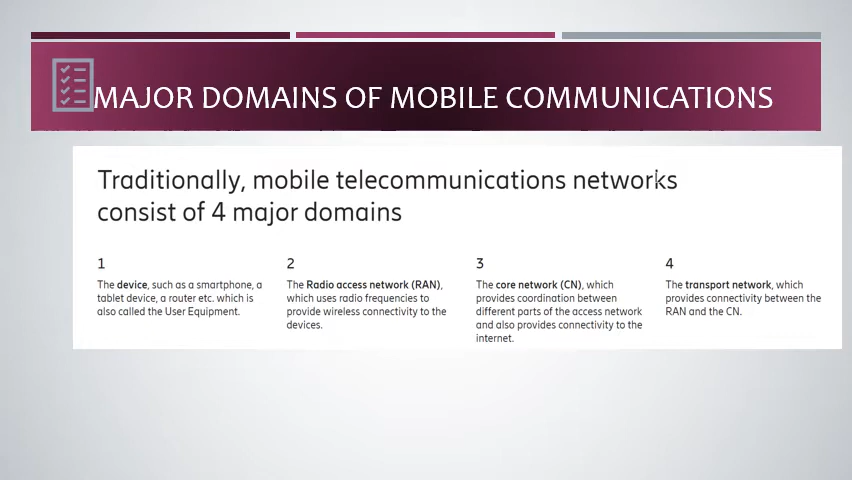 MAJOR DOMAINS OF MOBILE COMMUNICATIONS
Traditionally, mobile telecommunications networks
consist of 4 major domains
1
The device, such as a smartphone, a
tablet device, a router etc. which is
also called the User Equipment.
2
The Radio access network (RAN),
which uses radio frequencies to
provide wireless connectivity to the
devices.
3
The core network (CN), which
provides coordination between
different parts of the access network
and also provides connectivity to the
internet.
4
The transport network, which
provides connectivity between the
RAN and the CN.